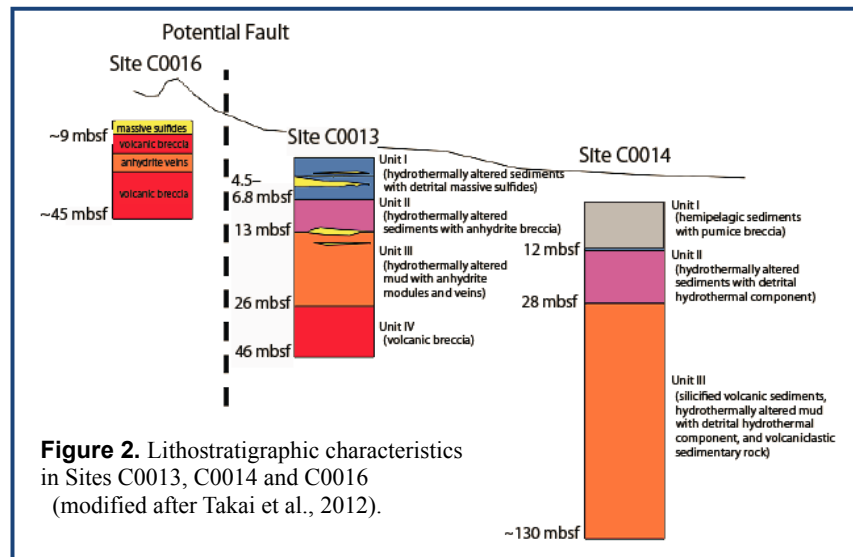 Potential Fault
Site C0016
massive sulfides
~9 mbsf
volcanic breccia
anhydrite veins
volcanic breccia
~45 mbsf
Site C0013
Unit I
(hydrothermally altered sediments
with detrital massive sulfides)
4.5–
6.8 mbsf
Unit II
(hydrothermally altered
sediments with anhydrite breccia)
13 mbsf
Unit III
(hydrothermally altered
mud with anhydrite
modules and veins)
26 mbsf
Unit IV
(volcanic breccia)
46 mbsf
Site C0014
Unit I
(hemipelagic sediments
with pumice breccia)
12 mbsf
Unit II
(hydrothermally altered
sediments with detrital
hydrothermal component)
28 mbsf
Unit III
(silicified volcanic sediments,
hydrothermally altered mud
with detrital hydrothermal
component, and volcaniclastic
sedimentary rock)
~130 mbsf
Figure 2. Lithostratigraphic characteristics
in Sites C0013, C0014 and C0016
(modified after Takai et al., 2012).